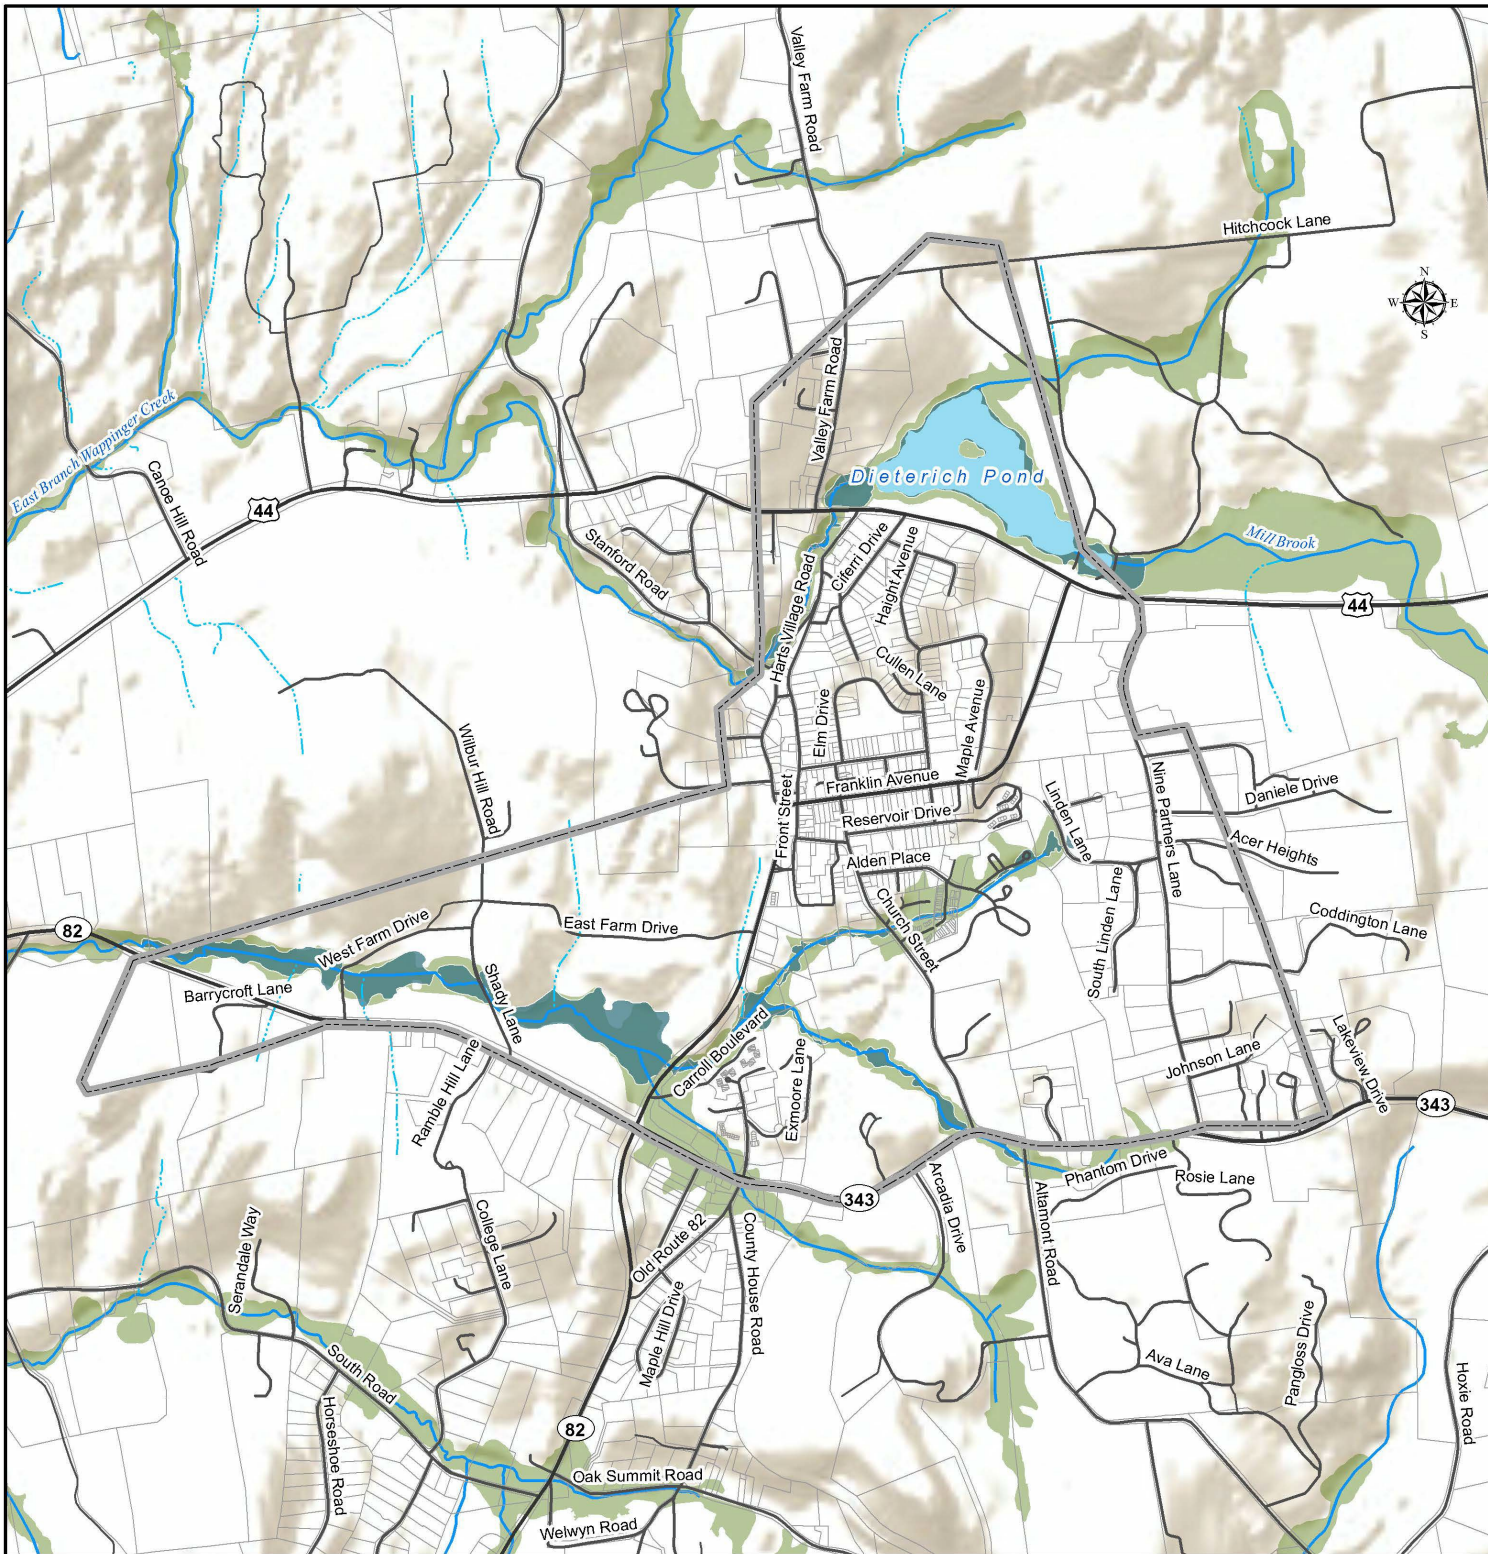 Valley Farm Road
Hitchcock Lane
N
W E
S
Valley Farm Road
East Branch Wappinger Creek
Canoe Hill Road
44
Dieterich Pond
Mill Brook
Stanford Road
Harts Village Road
Ciferri Drive
Haight Avenue
44
Cullen Lane
Elm Drive
Maple Avenue
Wilbur Hill Road
Franklin Avenue
Front Street
Reservoir Drive
Linden Lane
Nine Partners Lane
Daniele Drive
Acer Heights
Alden Place
Church Street
South Linden Lane
Coddington Lane
82
West Farm Drive
East Farm Drive
Barrycroft Lane
Shady Lane
Carroll Boulevard
Exmoore Lane
Johnson Lane
Lakeview Drive
Ramble Hill Lane
343
343
Phantom Drive
Rosie Lane
Arcadia Drive
Altamont Road
College Lane
Old Route 82
County House Road
Serandale Way
Maple Hill Drive
South Road
Ava Lane
Pangloss Drive
Hoxie Road
Horseshoe Road
82
Oak Summit Road
Welwyn Road